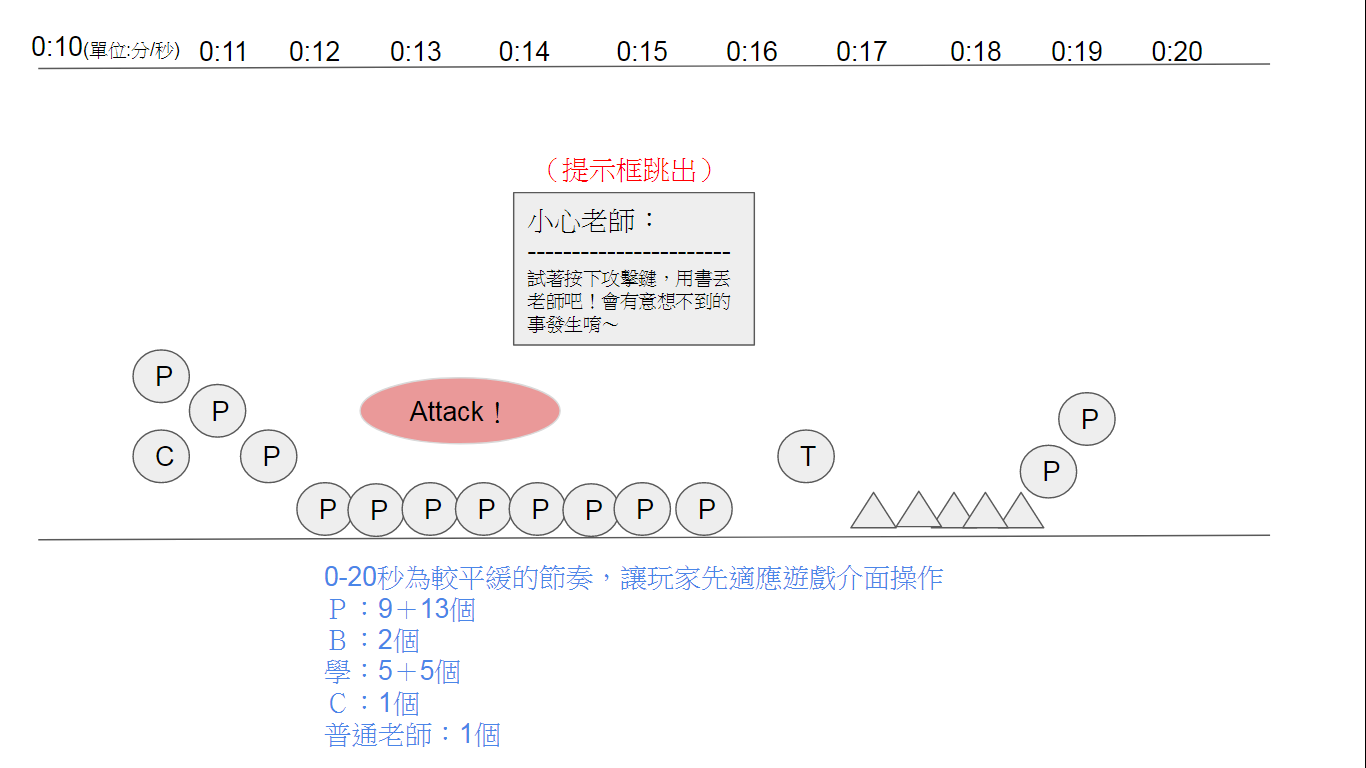 0:10(單位:分/秒) 0:11 0:12 0:13 0:14 0:15 0:16 0:17 0:18 0:19 0:20
（提示框跳出）
小心老師：
-----------------------
試著按下攻擊鍵，用書丟
老師吧！會有意想不到的
事發生唷～
P
P
Attack！
P
C
P
P
T
P
P P P P P P P P
0-20秒為較平緩的節奏，讓玩家先適應遊戲介面操作
Ｐ：9＋13個
Ｂ：2個
學：5＋5個
Ｃ：1個
普通老師：1個